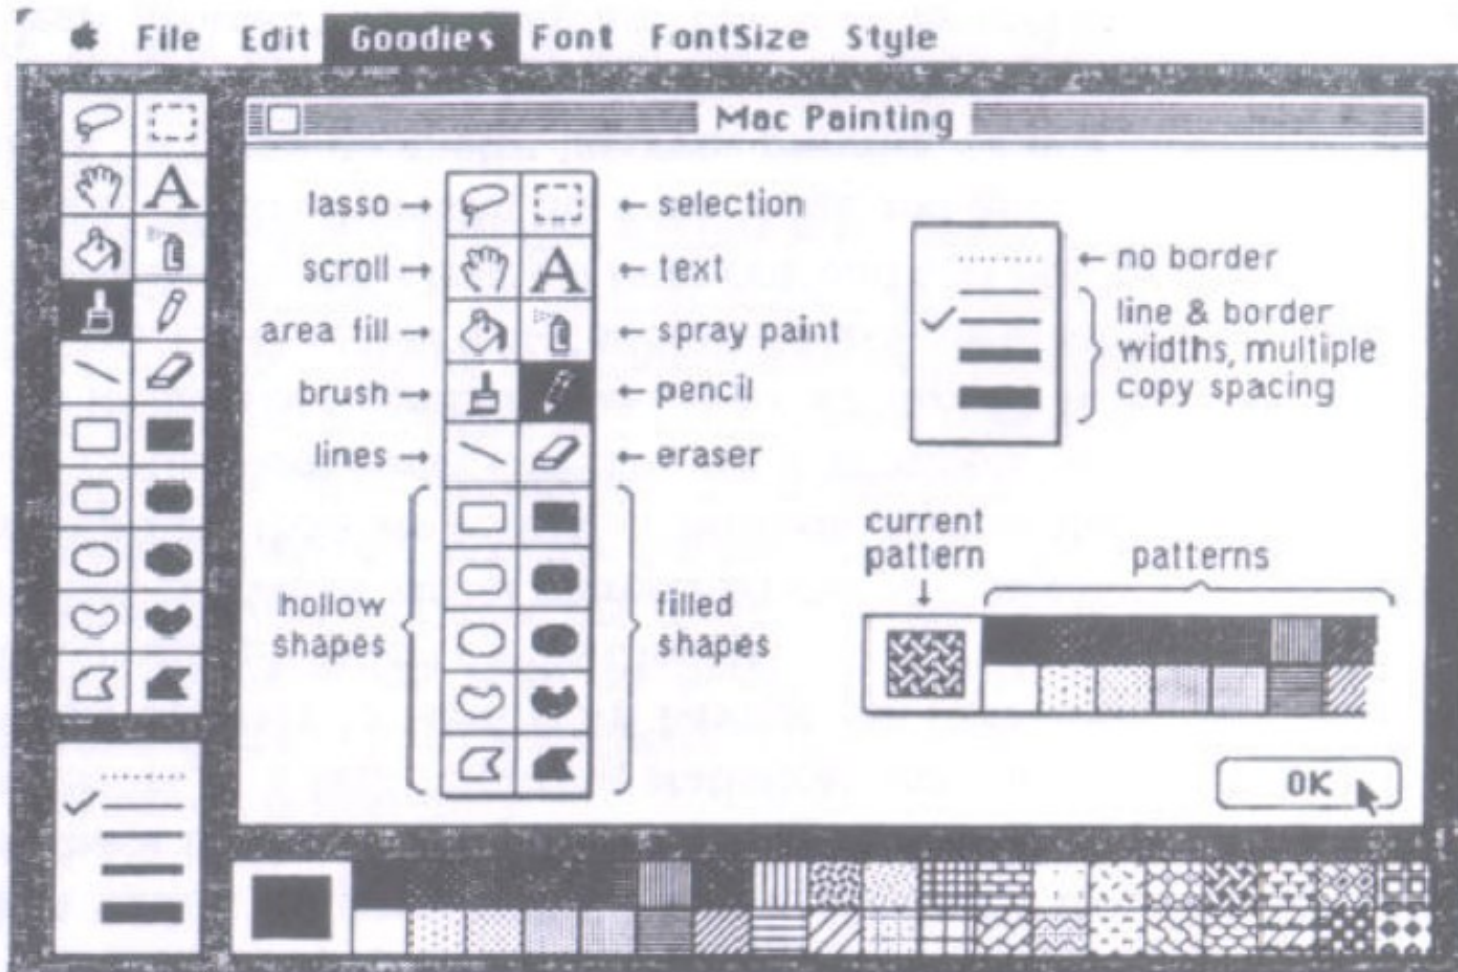 File Edit Goodies Font FontSize Style
Mac Painting
A
lasso
selection
scroll
A
text
area fill
spray paint
brush
pencil
lines
eraser
hollow
shapes
filled
shapes
no border
line & border
widths, multiple
copy spacing
current
pattern
patterns
OK